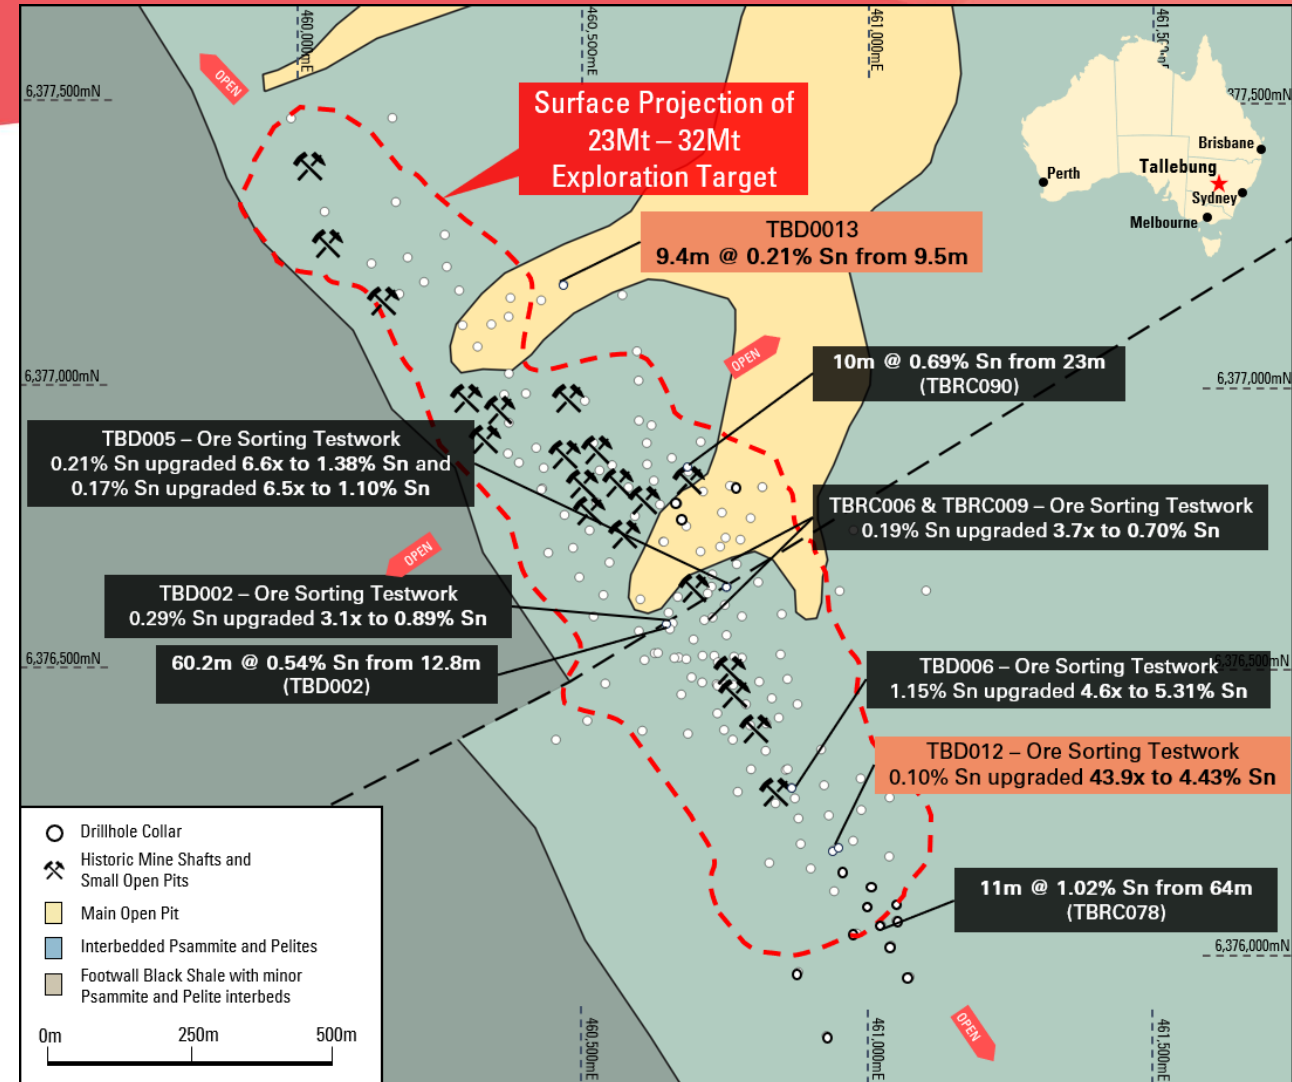 460,000mE
460,500mE
461,000mE
6,377,500mN
377,500mN
OPEN
Surface Projection of
23Mt – 32Mt
Exploration Target
Brisbane
Perth
Tallebung
Sydney
Melbourne
TBD0013
9.4m @ 0.21% Sn from 9.5m
OPEN
10m @ 0.69% Sn from 23m
(TBRC090)
6,377,000mN
6,377,000mN
TBD005 – Ore Sorting Testwork
0.21% Sn upgraded 6.6x to 1.38% Sn and
0.17% Sn upgraded 6.5x to 1.10% Sn
TBRC006 & TBRC009 – Ore Sorting Testwork
0.19% Sn upgraded 3.7x to 0.70% Sn
OPEN
TBD002 – Ore Sorting Testwork
0.29% Sn upgraded 3.1x to 0.89% Sn
60.2m @ 0.54% Sn from 12.8m
(TBD002)
6,376,500mN
6,376,500mN
TBD006 – Ore Sorting Testwork
1.15% Sn upgraded 4.6x to 5.31% Sn
TBD012 – Ore Sorting Testwork
0.10% Sn upgraded 43.9x to 4.43% Sn
11m @ 1.02% Sn from 64m
(TBRC078)
6,376,000mN
Drillhole Collar
Historic Mine Shafts and
Small Open Pits
Main Open Pit
Interbedded Psammite and Pelites
Footwall Black Shale with minor
Psammite and Pelite interbeds
0m 250m 500m
460,500mE
461,000mE
461,500mE
OPEN